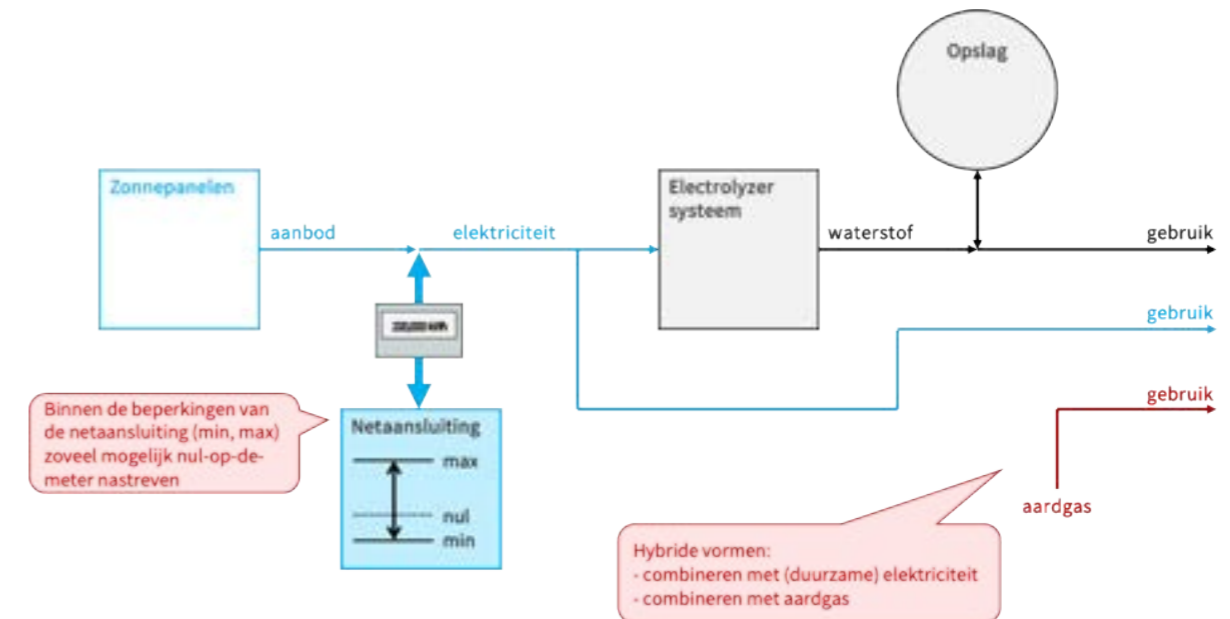 Opslag
Zonnepanelen
Electrolyzer
systeem
aanbod
elektriciteit
waterstof
gebruik
gebruik
gebruik
Binnen de beperkingen van
de netaansluiting (min, max)
zoveel mogelijk nul-op-de-
meter nastreven
Netaansluiting
max
nul
min
aardgas
Hybride vormen:
- combineren met (duurzame) elektriciteit
- combineren met aardgas